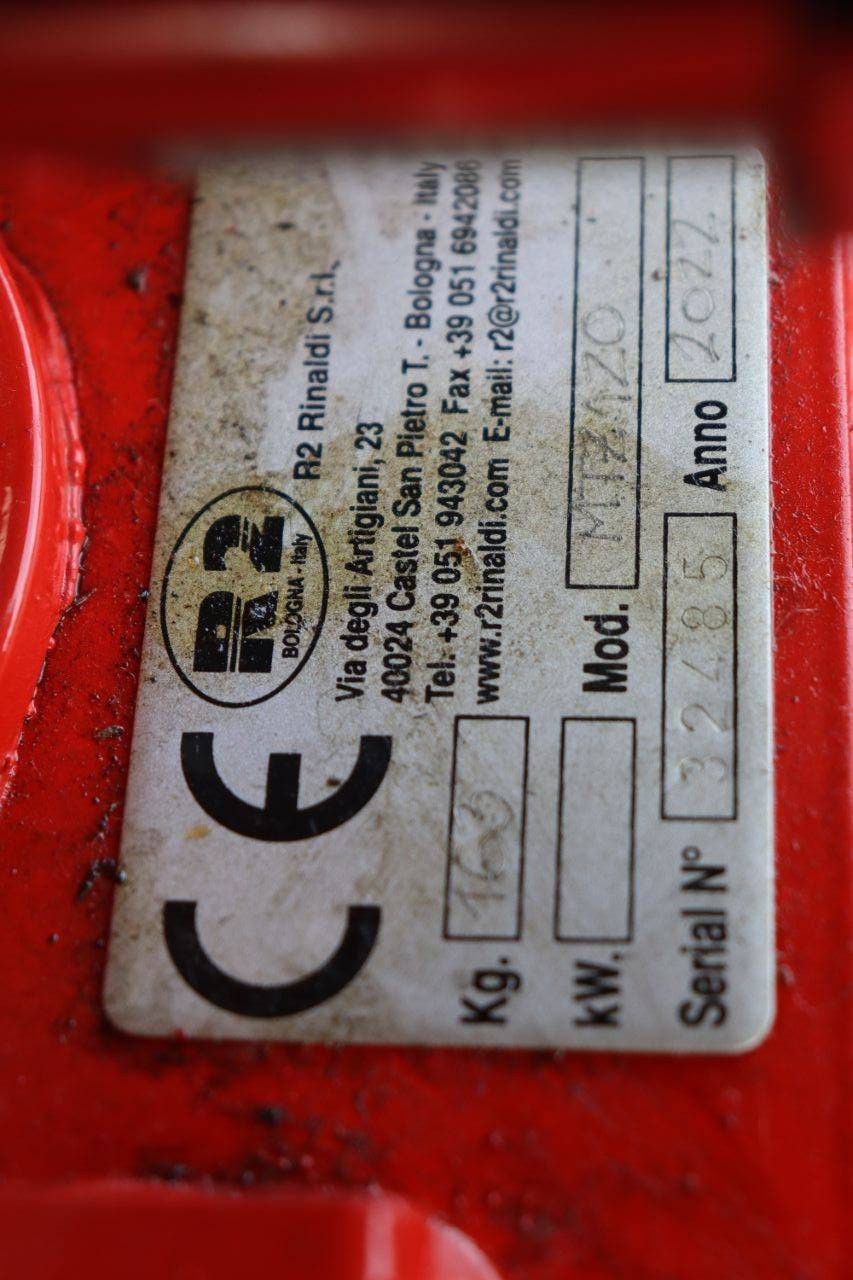 CE
R2
BOLOGNA - Italy
R2 Rinaldi S.r.l.
Via degli Artigiani, 23
40024 Castel San Pietro T. - Bologna - Italy
Tel. +39 051 943042 Fax +39 051 6942086
www.r2rinaldi.com E-mail: r2@r2rinaldi.com
Kg.
kW. Mod. MTZ120
Serial N° 32485 Anno 2022